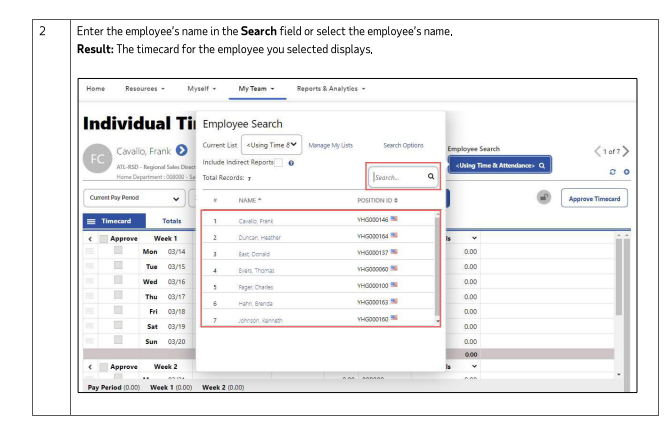 2
Enter the employee's name in the Search field or select the employee's name.
Result: The timecard for the employee you selected displays.
Home Resources Myself My Team Reports & Analytics
Individual Ti
FC
Cavallo, Frank
ATL-RSD - Regional Sales Direct
Home Department : 008000 - Sa
Employee Search
<Using Time & Attendance>
1 of 7
Current Pay Period
Approve Timecard
Timecard Totals
Employee Search
Current List <Using Time & Manage My Lists Search Options
Include Indirect Reports
Total Records: 7
Search...
# NAME POSITION ID
1 Cavallo, Frank YHG000146
2 Duncan, Heather YHG000164
3 East, Donald YHG000137
4 Evers, Thomas YHG000060
5 Fager, Charles YHG000100
6 Hahn, Brenda YHG000163
7 Johnson, Kenneth YHG000160
Approve Week 1 ls
Mon 03/14 0.00
Tue 03/15 0.00
Wed 03/16 0.00
Thu 03/17 0.00
Fri 03/18 0.00
Sat 03/19 0.00
Sun 03/20 0.00
0.00
Approve Week 2 ls
Pay Period (0.00) Week 1 (0.00) Week 2 (0.00)